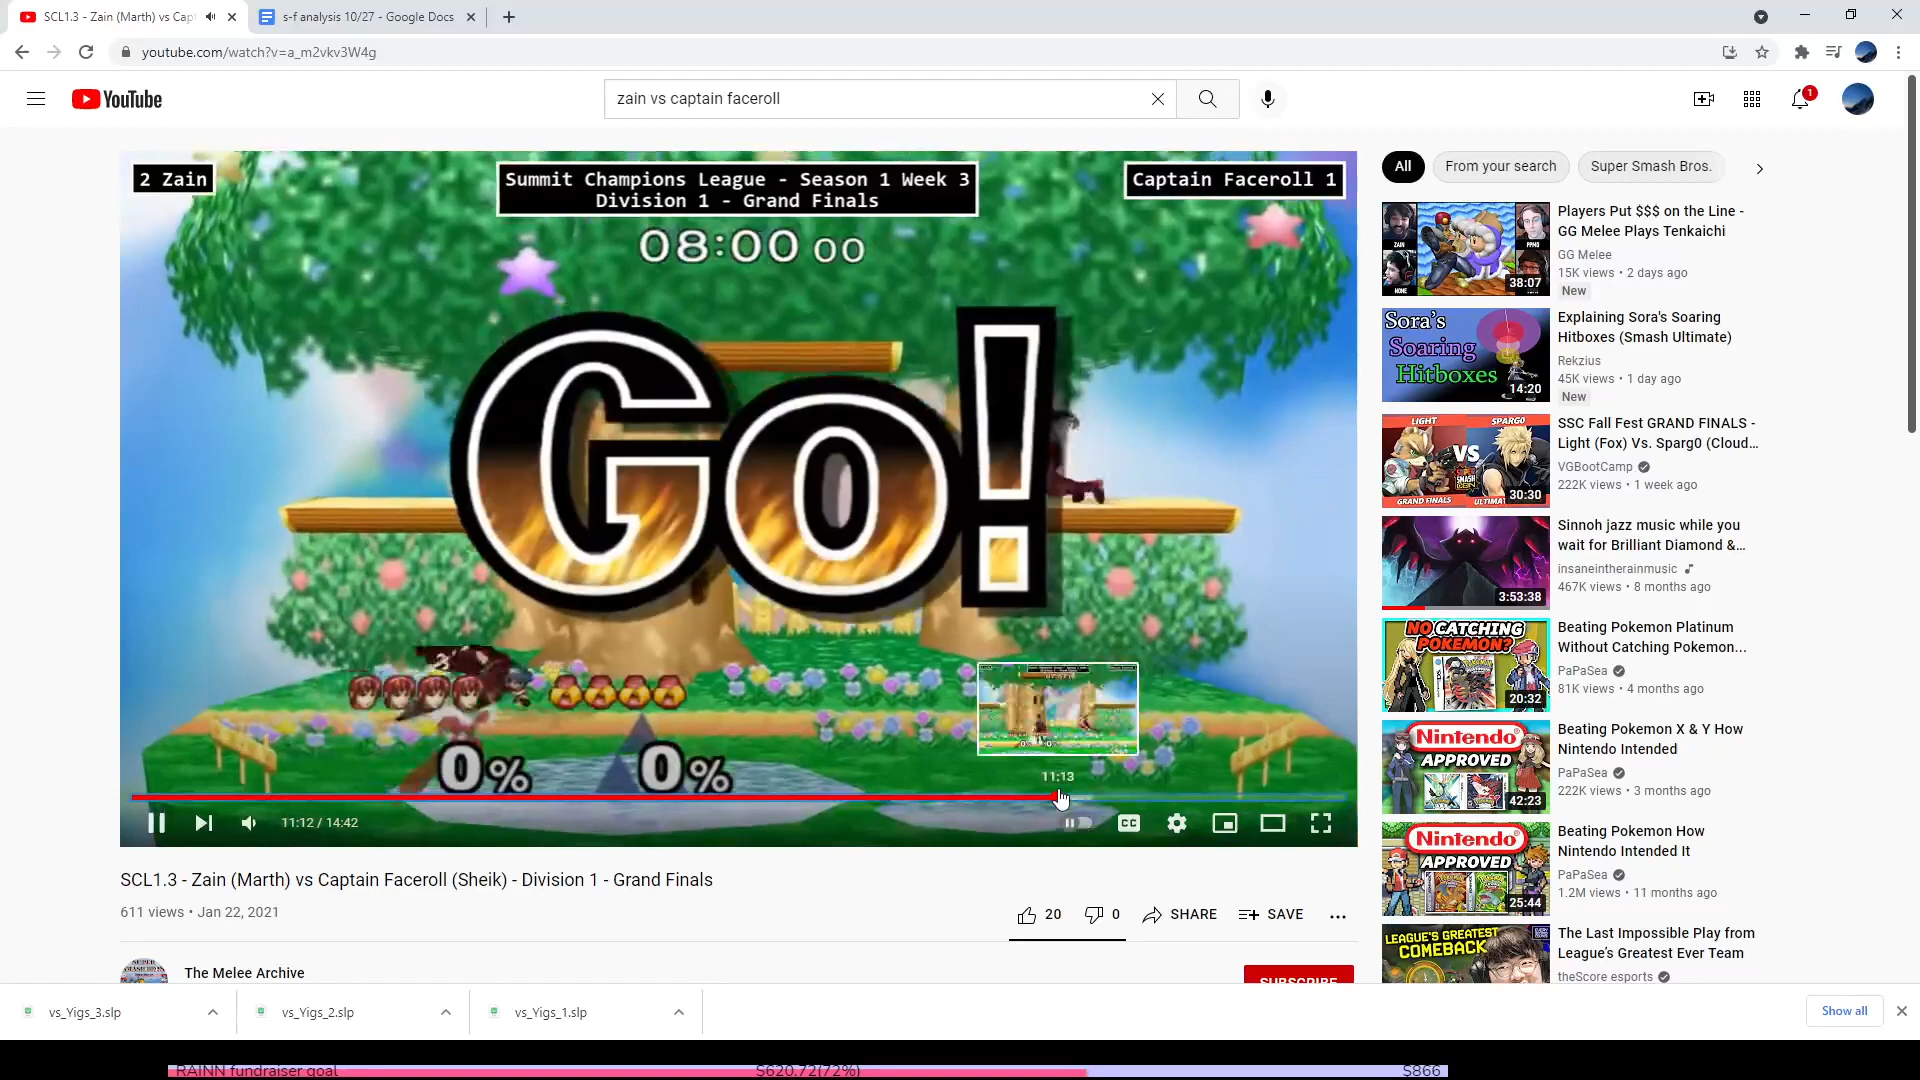 SCL1.3 - Zain (Marth) vs Capt
s-f analysis 10/27 - Google Docs
youtube.com/watch?v=a_m2vkv3W4g
YouTube
zain vs captain faceroll
1
2 Zain
Summit Champions League - Season 1 Week 3
Division 1 - Grand Finals
Captain Faceroll 1
08:00 00
Go!
0%
0%
11:13
11:12 / 14:42
CC
SCL1.3 - Zain (Marth) vs Captain Faceroll (Sheik) - Division 1 - Grand Finals
611 views • Jan 22, 2021
20
0
SHARE
SAVE
The Melee Archive
SUBSCRIBE
All
From your search
Super Smash Bros.
ZAIN
PPMD
NONE
38:07
Players Put $$$ on the Line -
GG Melee Plays Tenkaichi
GG Melee
15K views • 2 days ago
New
Sora's
Soaring
Hitboxes
14:20
Explaining Sora's Soaring
Hitboxes (Smash Ultimate)
Rekzius
45K views • 1 day ago
New
LIGHT
SPARG0
VS
GRAND FINALS
30:30
SSC Fall Fest GRAND FINALS -
Light (Fox) Vs. Sparg0 (Cloud...
VGBootCamp
222K views • 1 week ago
3:53:38
Sinnoh jazz music while you
wait for Brilliant Diamond &...
insaneintherainmusic
467K views • 8 months ago
NO CATCHING
POKEMON?
20:32
Beating Pokemon Platinum
Without Catching Pokemon...
PaPaSea
81K views • 4 months ago
Nintendo
APPROVED
42:23
Beating Pokemon X & Y How
Nintendo Intended
PaPaSea
222K views • 3 months ago
Nintendo
APPROVED
25:44
Beating Pokemon How
Nintendo Intended It
PaPaSea
1.2M views • 11 months ago
LEAGUE'S GREATEST
COMEBACK
The Last Impossible Play from
League's Greatest Ever Team
theScore esports
vs_Yigs_3.slp
vs_Yigs_2.slp
vs_Yigs_1.slp
Show all
RAINN fundraiser goal
$620.72(72%)
$866